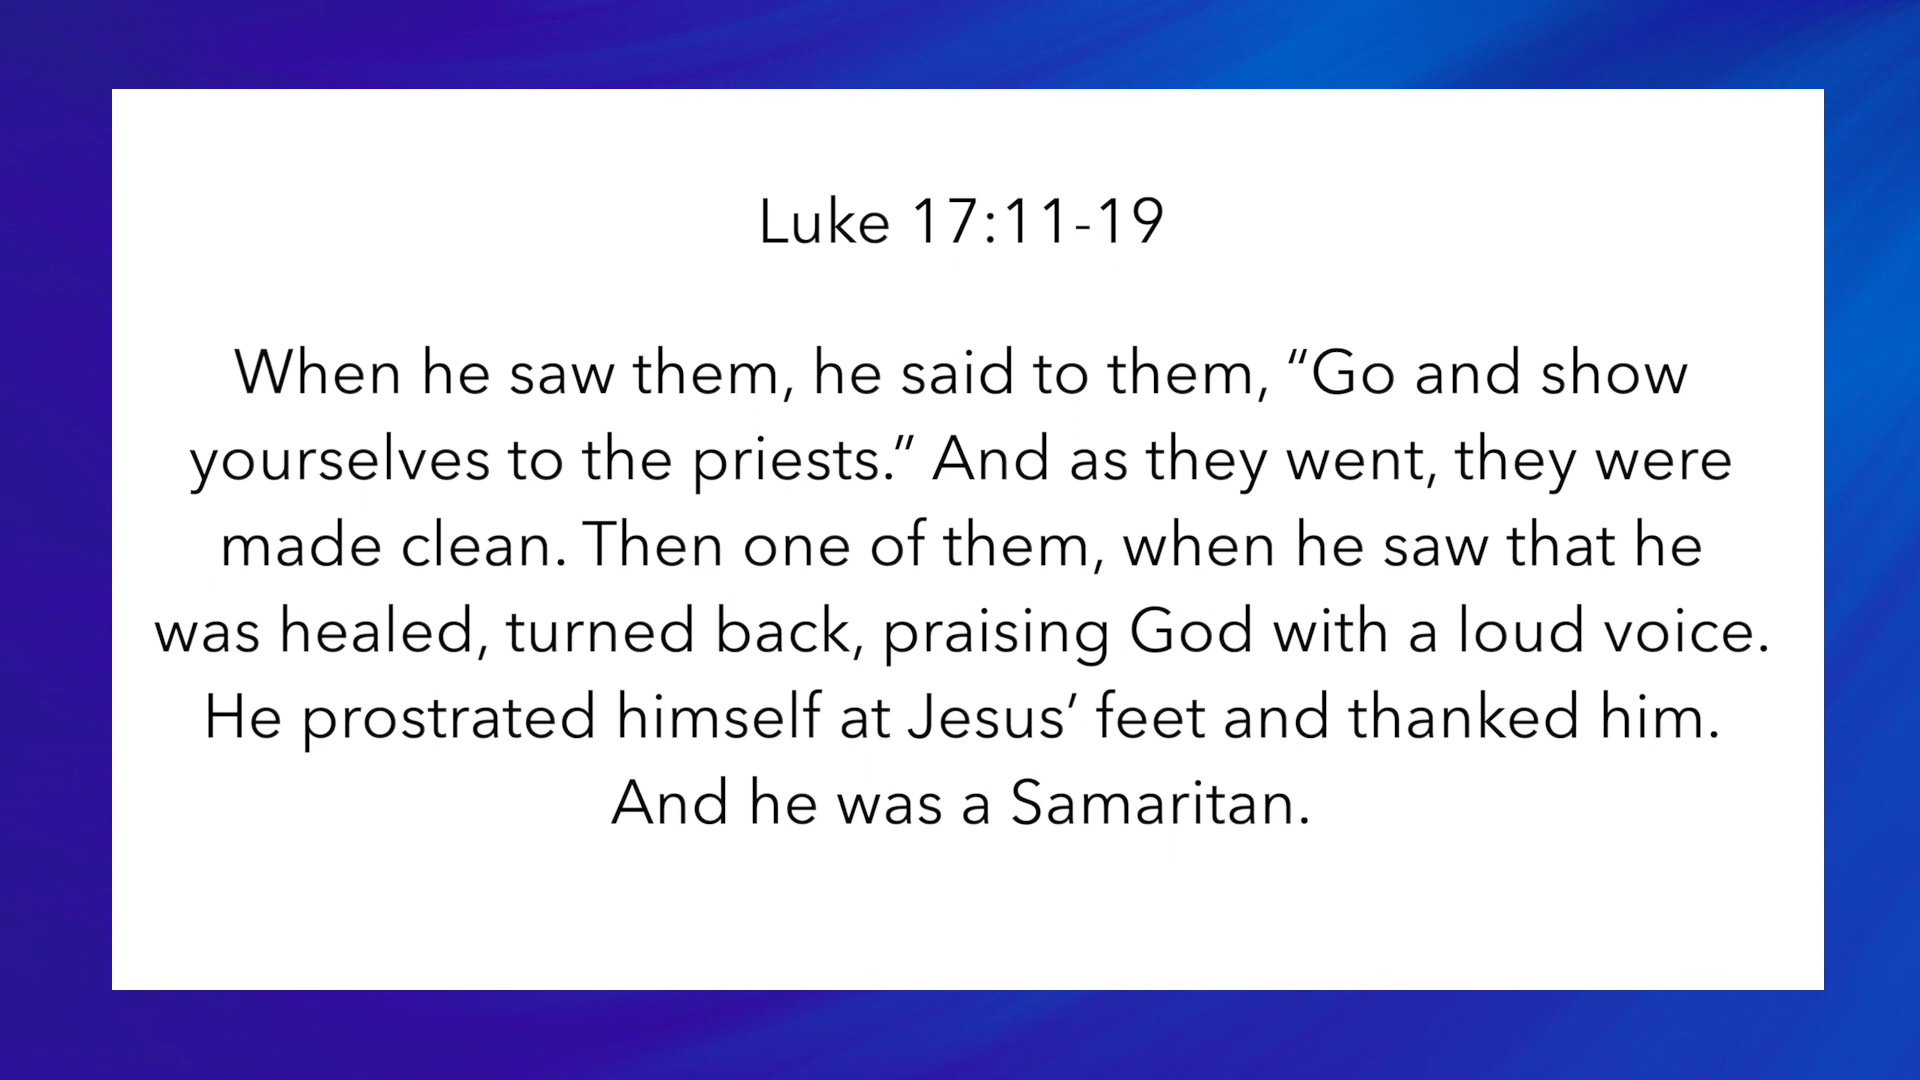 Luke 17:11-19
When he saw them, he said to them, “Go and show
yourselves to the priests.” And as they went, they were
made clean. Then one of them, when he saw that he
was healed, turned back, praising God with a loud voice.
He prostrated himself at Jesus’ feet and thanked him.
And he was a Samaritan.